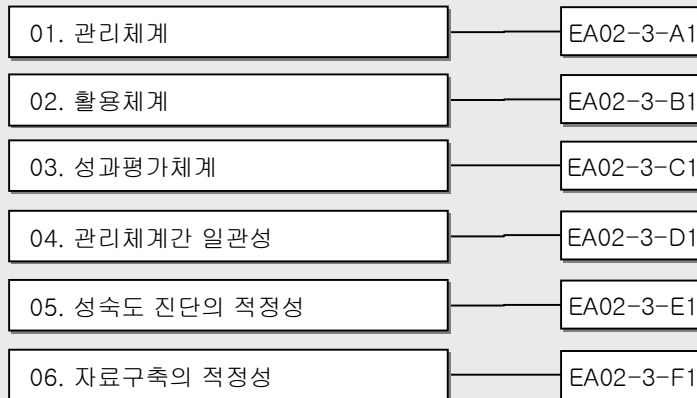 01. 관리체계 EA02-3-A1
02. 활용체계 EA02-3-B1
03. 성과평가체계 EA02-3-C1
04. 관리체계간 일관성 EA02-3-D1
05. 성숙도 진단의 적정성 EA02-3-E1
06. 자료구축의 적정성 EA02-3-F1